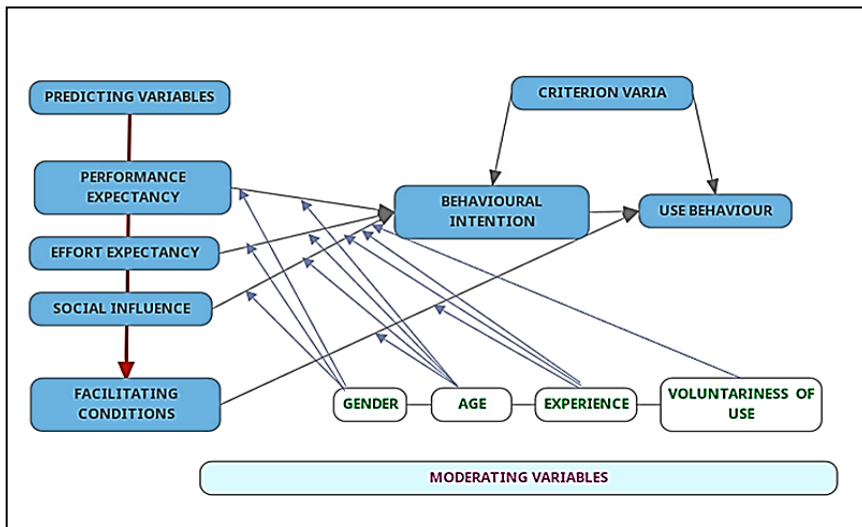 PREDICTING VARIABLES
CRITERION VARIA
PERFORMANCE
EXPECTANCY
BEHAVIOURAL
INTENTION
USE BEHAVIOUR
EFFORT EXPECTANCY
SOCIAL INFLUENCE
FACILITATING
CONDITIONS
GENDER
AGE
EXPERIENCE
VOLUNTARINESS OF
USE
MODERATING VARIABLES